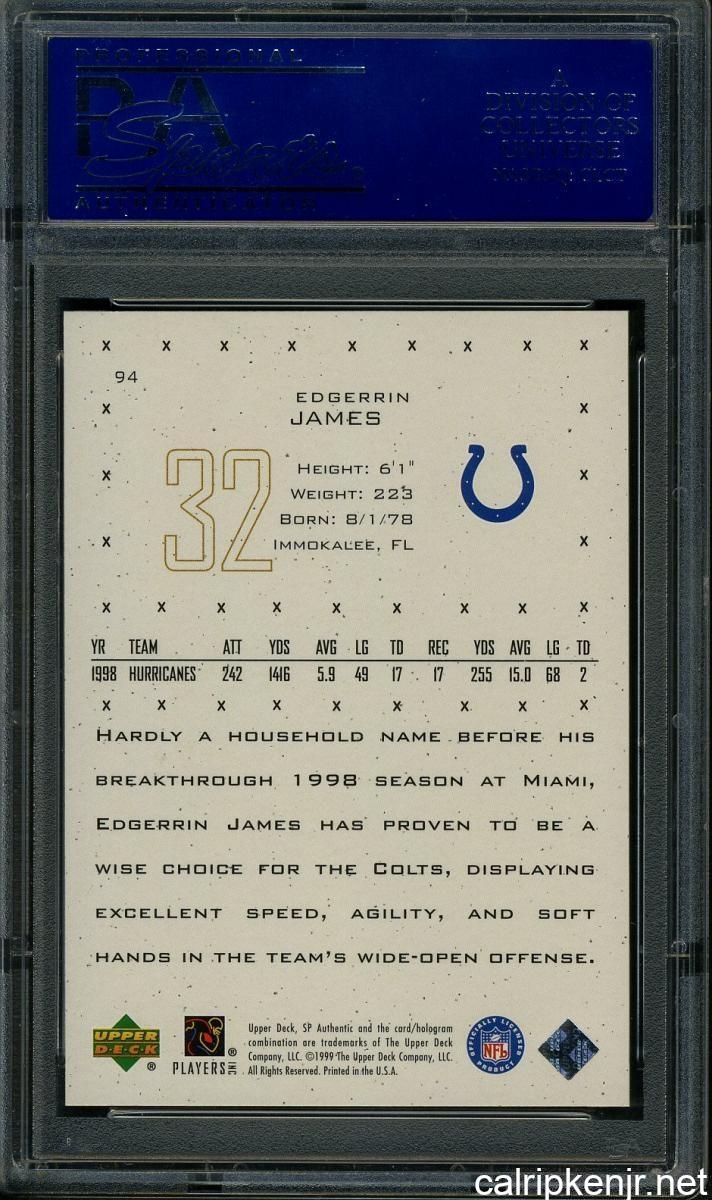 PROFESSIONAL
PSA
Sports
AUTHENTICATOR
A
DIVISION OF
COLLECTORS
UNIVERSE
NASDAQ: CLCT
x x x x x x x x x
94
EDGERRIN
JAMES
x x
32
HEIGHT: 6'1"
x x
WEIGHT: 223
BORN: 8/1/78
x x
IMMOKALEE, FL
x x x x x x x x x
YR TEAM ATT YDS AVG LG TD REC YDS AVG LG TD
1998 HURRICANES 242 1416 5.9 49 17 17 255 15.0 68 2
x x x x x x x x x
HARDLY A HOUSEHOLD NAME BEFORE HIS
BREAKTHROUGH 1998 SEASON AT MIAMI,
EDGERRIN JAMES HAS PROVEN TO BE A
WISE CHOICE FOR THE COLTS, DISPLAYING
EXCELLENT SPEED, AGILITY, AND SOFT
HANDS IN THE TEAM'S WIDE-OPEN OFFENSE.
UPPER
DECK
®
PLAYERS INC
®
Upper Deck, SP Authentic and the card/hologram
combination are trademarks of The Upper Deck
Company, LLC. ©1999 The Upper Deck Company, LLC.
All Rights Reserved. Printed in the U.S.A.
OFFICIALLY LICENSED
NFL
PRODUCT
calripkenjr.net